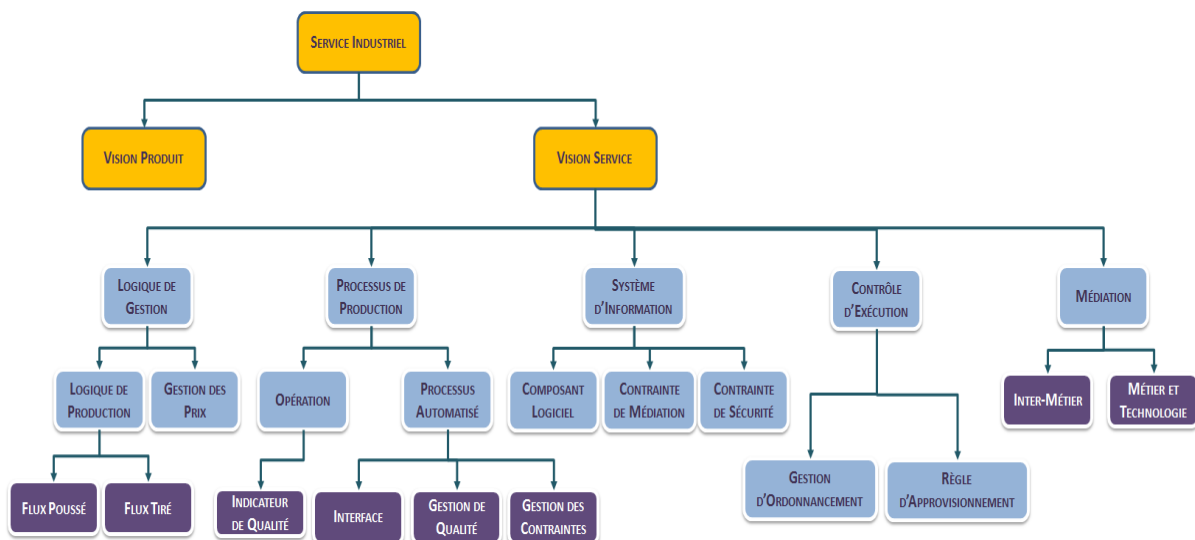 SERVICE INDUSTRIEL
VISION PRODUIT
VISION SERVICE
LOGIQUE DE
GESTION
PROCESSUS DE
PRODUCTION
SYSTÈME
D'INFORMATION
CONTRÔLE
D'EXÉCUTION
MÉDIATION
LOGIQUE DE
PRODUCTION
GESTION DES
PRIX
OPÉRATION
PROCESSUS
AUTOMATISÉ
COMPOSANT
LOGICIEL
CONTRAINTE
DE MÉDIATION
CONTRAINTE
DE SÉCURITÉ
INTER-MÉTIER
MÉTIER ET
TECHNOLOGIE
GESTION
D'ORDONNANCEMENT
RÈGLE
D'APPROVISIONNEMENT
FLUX POUSSÉ
FLUX TIRÉ
INDICATEUR
DE QUALITÉ
INTERFACE
GESTION DE
QUALITÉ
GESTION DES
CONTRAINTES